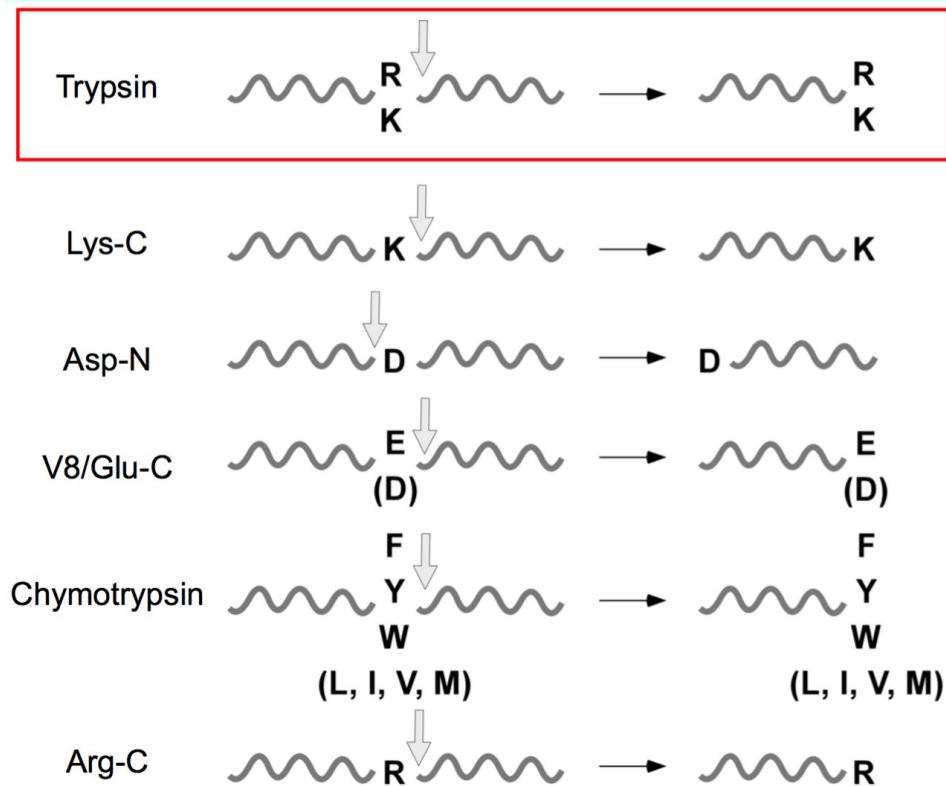 Trypsin R R
K K
Lys-C K K
Asp-N D D
V8/Glu-C E E
(D) (D)
F F
Chymotrypsin Y Y
W W
(L, I, V, M) (L, I, V, M)
Arg-C R R